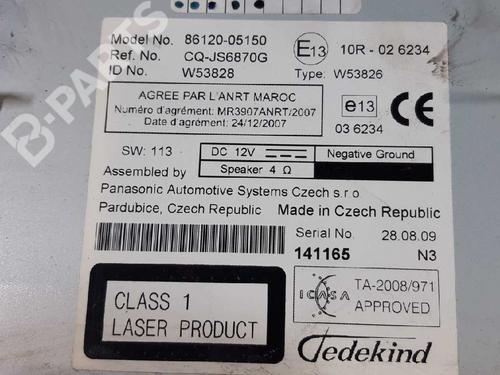 Model No. 86120-05150
Ref. No. CQ-JS6870G
ID No. W53828
E13 10R - 02 6234
Type: W53826
AGREE PAR L'ANRT MAROC
Numéro d'agrément: MR3907ANRT/2007
Date d'agrément: 24/12/2007
e13 CE
03 6234
SW: 113
DC 12V Negative Ground
Speaker 4 Ω
Assembled by
Panasonic Automotive Systems Czech s.r.o
Pardubice, Czech Republic Made in Czech Republic
Serial No. 28.08.09
141165 N3
CLASS 1
LASER PRODUCT
ICASA
TA-2008/971
APPROVED
Tedekind